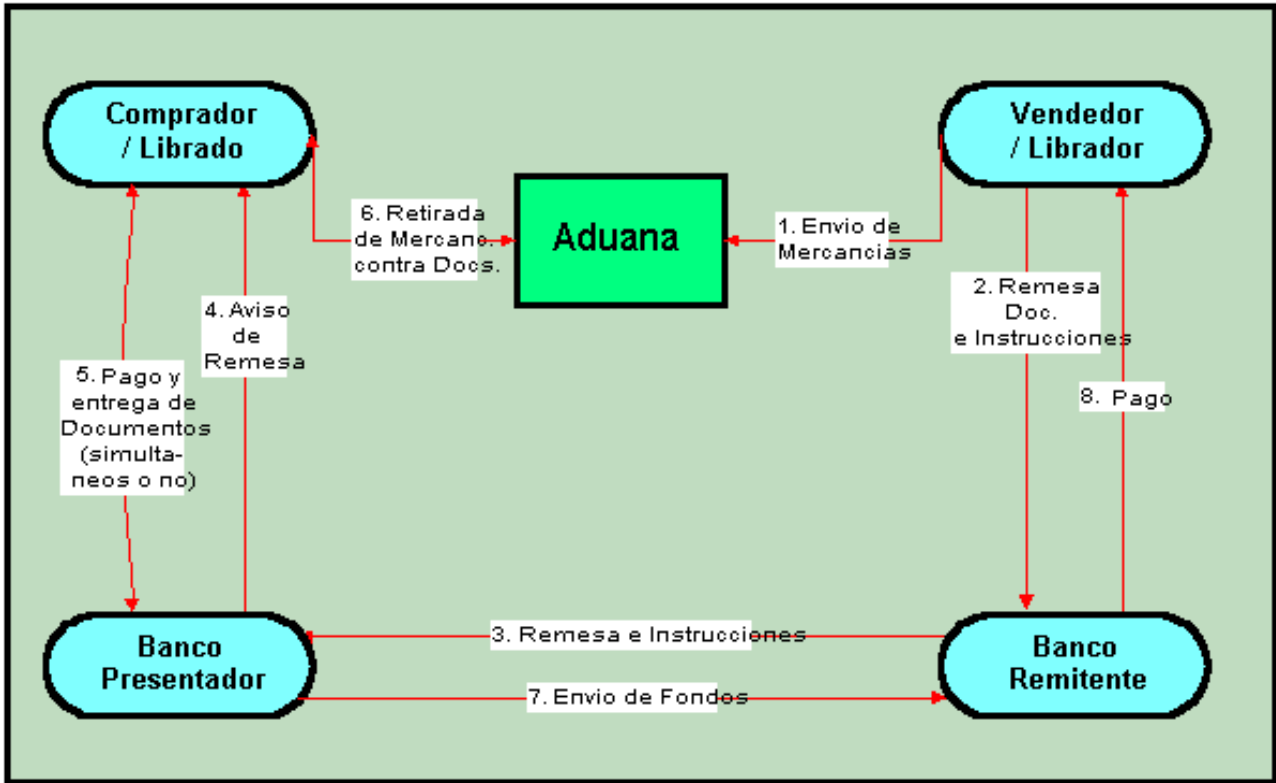 Comprador
/ Librado
Vendedor
/ Librador
6. Retirada
de Mercanc.
contra Docs.
Aduana
1. Envio de
Mercancias
2. Remesa
Doc.
e Instrucciones
4. Aviso
de
Remesa
5. Pago y
entrega de
Documentos
(simulta-
neos o no)
8. Pago
Banco
Presentador
3. Remesa e Instrucciones
7. Envio de Fondos
Banco
Remitente